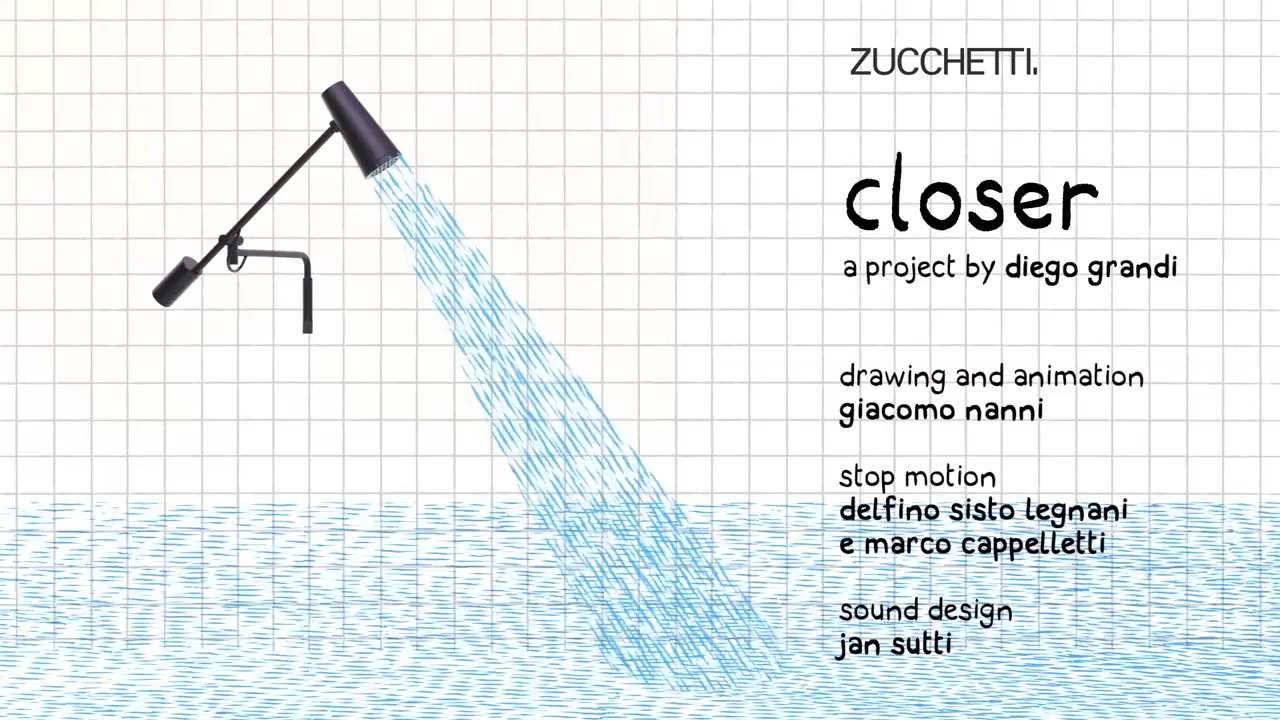 ZUCCHETTI.
closer
a project by diego grandi
drawing and animation
giacomo nanni
stop motion
delfino sisto legnani
e marco cappelletti
sound design
jan sutti